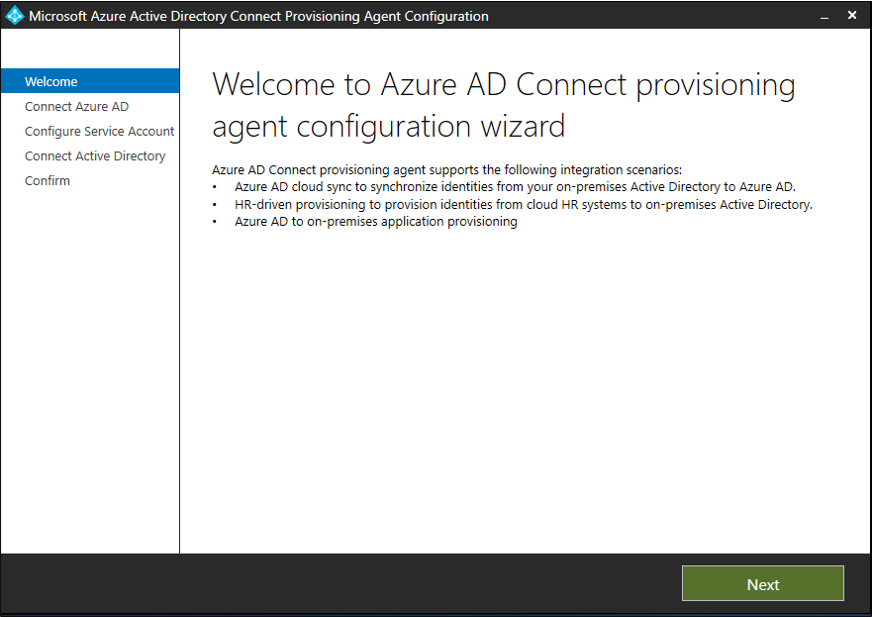 Microsoft Azure Active Directory Connect Provisioning Agent Configuration
Welcome
Connect Azure AD
Configure Service Account
Connect Active Directory
Confirm
Welcome to Azure AD Connect provisioning
agent configuration wizard
Azure AD Connect provisioning agent supports the following integration scenarios:
• Azure AD cloud sync to synchronize identities from your on-premises Active Directory to Azure AD.
• HR-driven provisioning to provision identities from cloud HR systems to on-premises Active Directory.
• Azure AD to on-premises application provisioning
Next